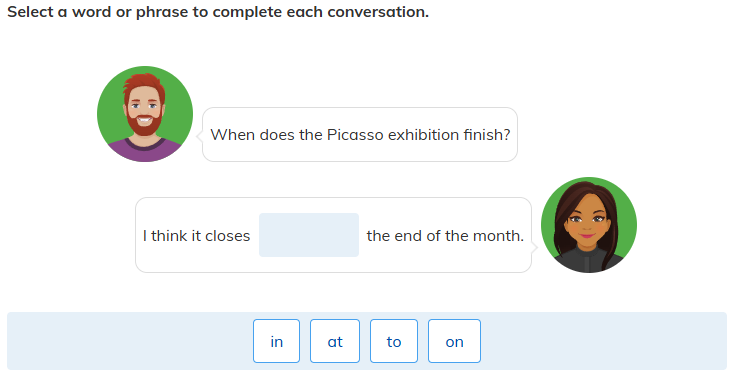 Select a word or phrase to complete each conversation.
When does the Picasso exhibition finish?
I think it closes the end of the month.
in at to on